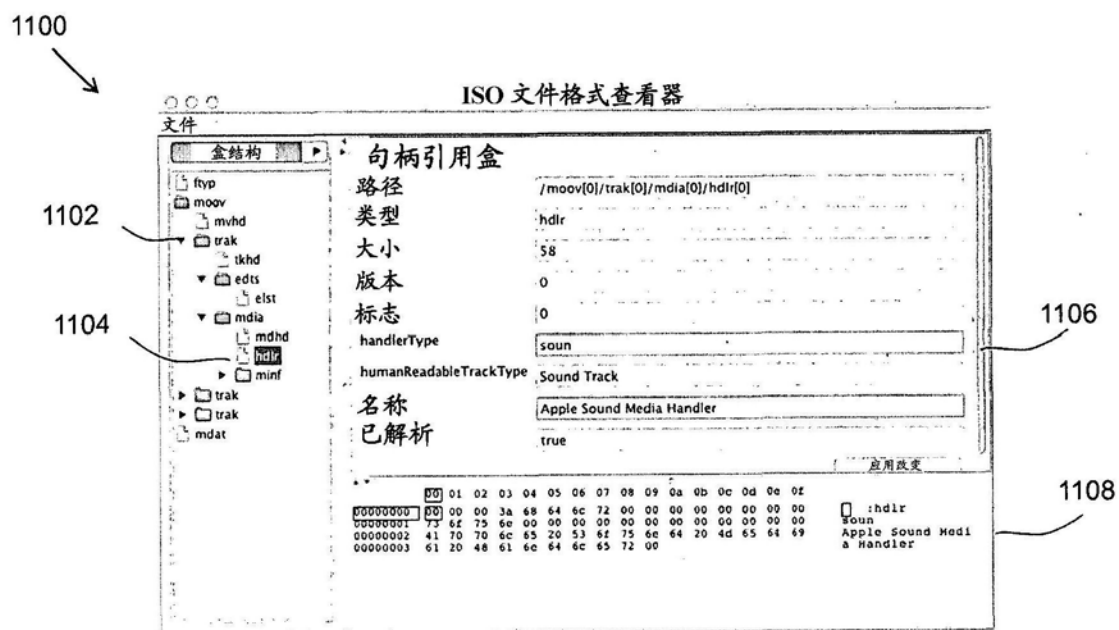 1100
ISO 文件格式查看器
文件
盒结构
ftyp
moov
mvhd
1102
trak
tkhd
edts
elst
mdia
1104
mdhd
hdlr
minf
trak
trak
mdat
句柄引用盒
路径 /moov[0]/trak[0]/mdia[0]/hdlr[0]
类型 hdlr
大小 58
版本 0
标志 0
1106
handlerType soun
humanReadableTrackType Sound Track
名称 Apple Sound Media Handler
已解析 true
应用改变
00 01 02 03 04 05 06 07 08 09 0a 0b 0c 0d 0e 0f
00000000 00 00 00 3a 68 64 6c 72 00 00 00 00 00 00 00 00 :hdlr
00000001 73 6f 75 6e 00 00 00 00 00 00 00 00 00 00 00 00 soun
00000002 41 70 70 6c 65 20 53 6f 75 6e 64 20 4d 65 64 69 Apple Sound Medi
00000003 61 20 48 61 6e 64 6c 65 72 00 a Handler
1108